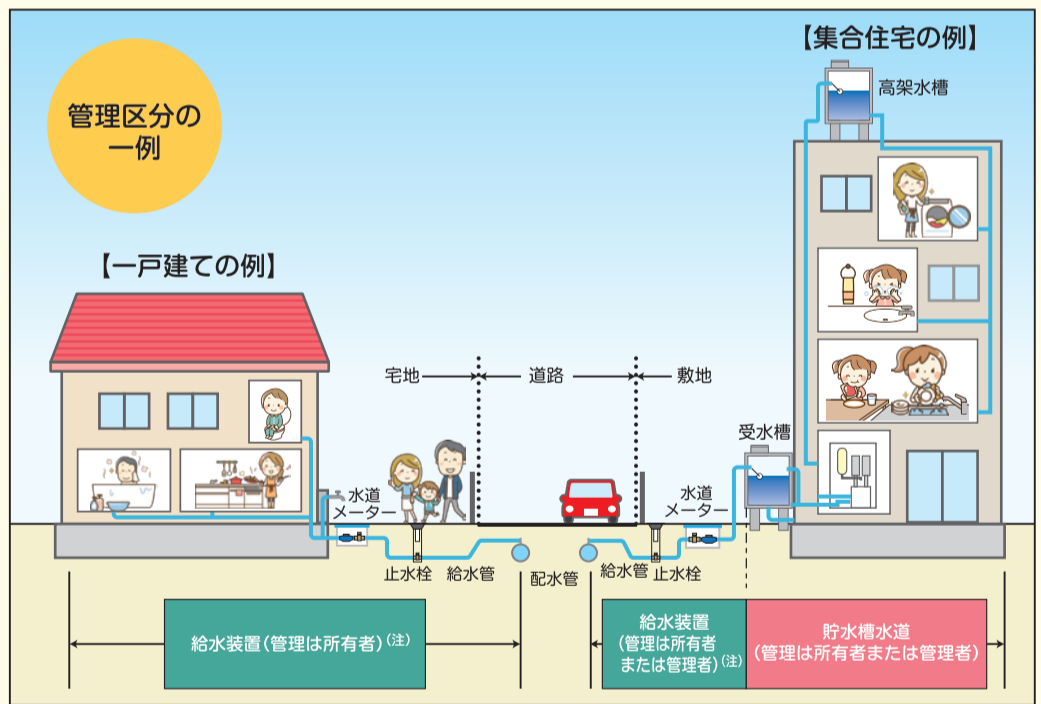 管理区分の
一例
【集合住宅の例】
高架水槽
【一戸建ての例】
宅地
道路
敷地
受水槽
水道
メーター
水道
メーター
止水栓
給水管
配水管
給水管
止水栓
給水装置(管理は所有者)(注)
給水装置
(管理は所有者
または管理者)(注)
貯水槽水道
(管理は所有者または管理者)